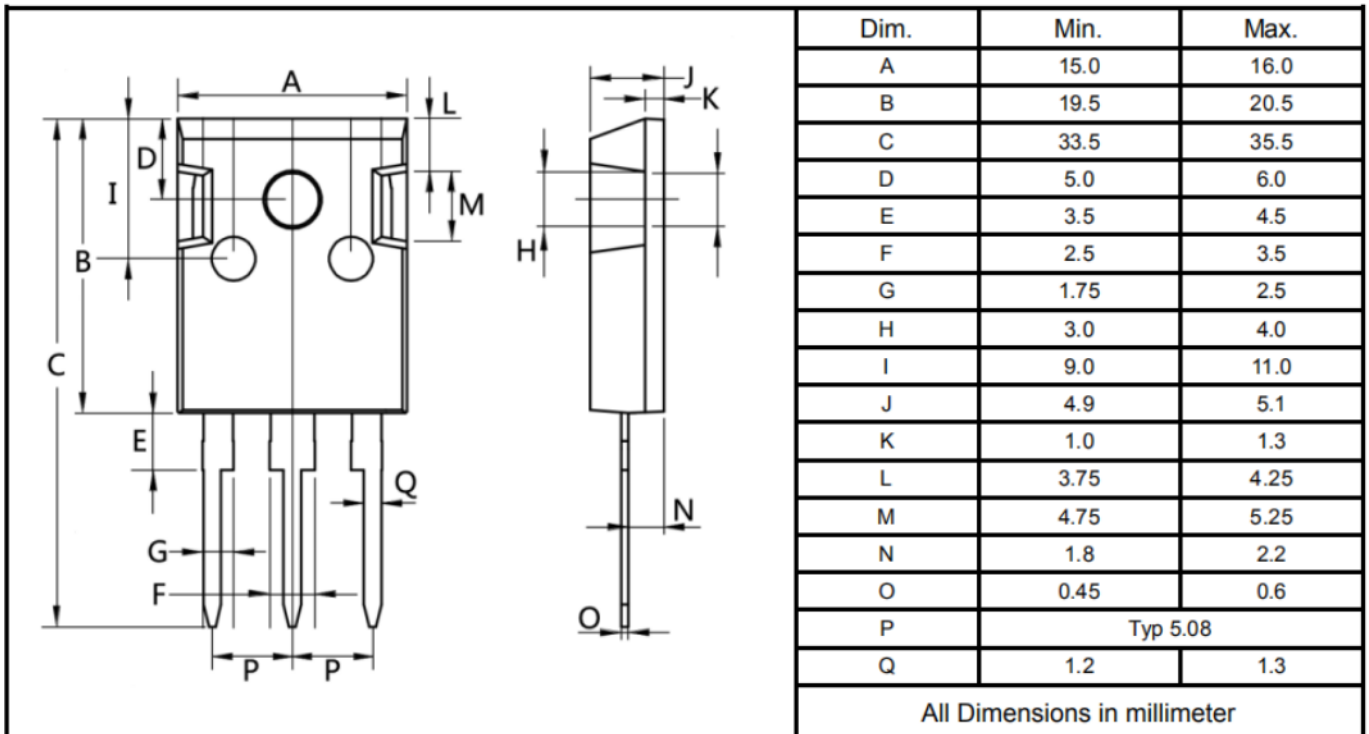 A
L
D
I
M
B
C
E
Q
G
F
P P
J
K
H
N
O
Dim. Min. Max.
A 15.0 16.0
B 19.5 20.5
C 33.5 35.5
D 5.0 6.0
E 3.5 4.5
F 2.5 3.5
G 1.75 2.5
H 3.0 4.0
I 9.0 11.0
J 4.9 5.1
K 1.0 1.3
L 3.75 4.25
M 4.75 5.25
N 1.8 2.2
O 0.45 0.6
P Typ 5.08
Q 1.2 1.3
All Dimensions in millimeter